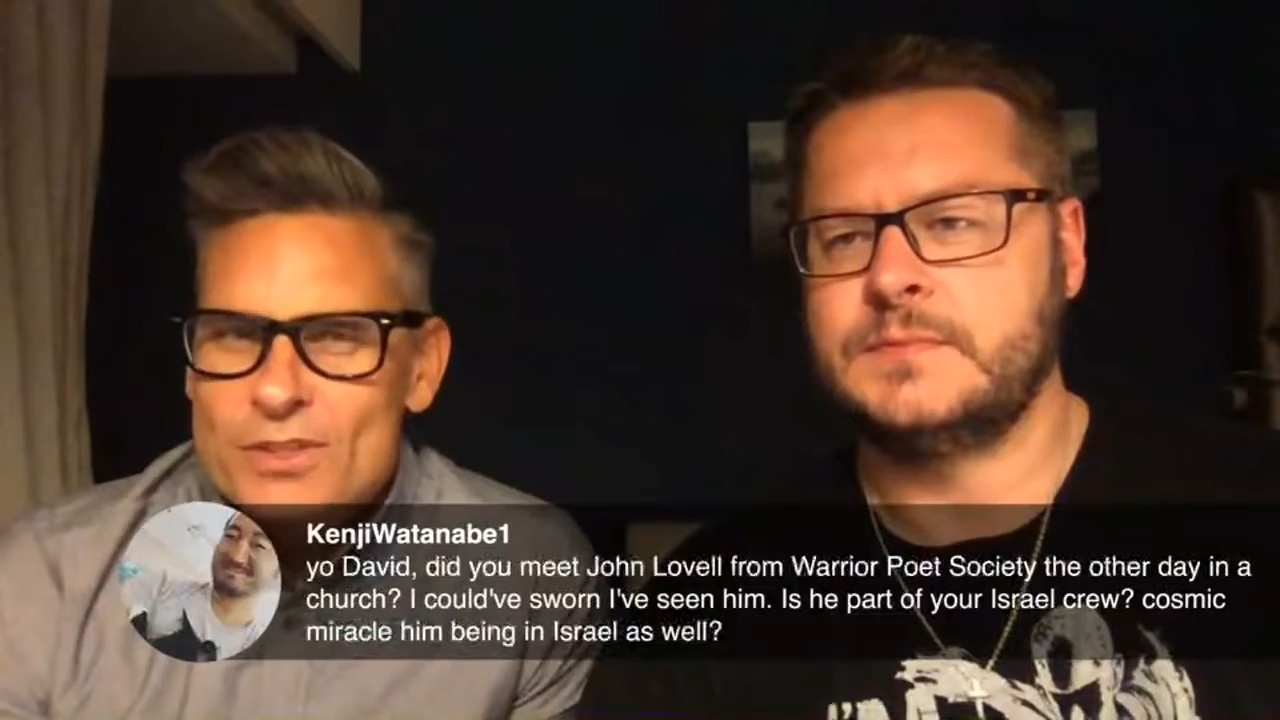 KenjiWatanabe1
yo David, did you meet John Lovell from Warrior Poet Society the other day in a
church? I could've sworn I've seen him. Is he part of your Israel crew? cosmic
miracle him being in Israel as well?